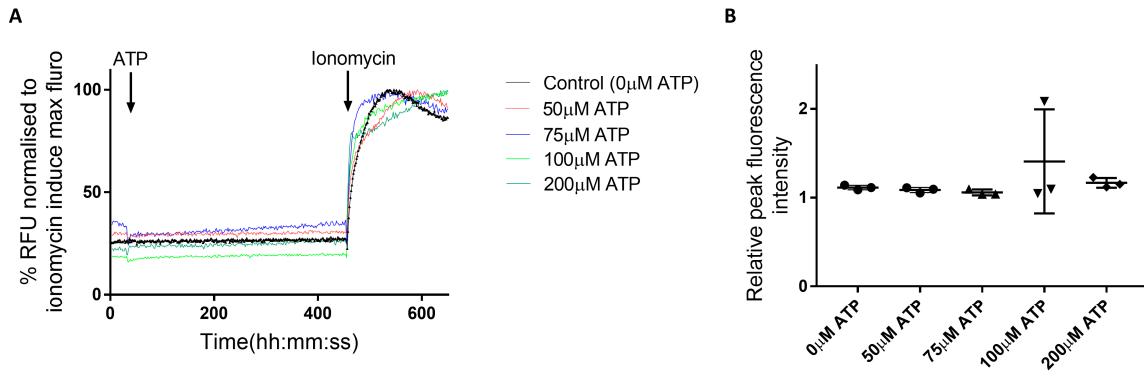 A
ATP
Ionomycin
% RFU normalised to
ionomycin induce max fluro
100
50
0
0
200
400
600
Time(hh:mm:ss)
Control (0μM ATP)
50μM ATP
75μM ATP
100μM ATP
200μM ATP
B
Relative peak fluorescence
intensity
2
1
0
0μM ATP
50μM ATP
75μM ATP
100μM ATP
200μM ATP